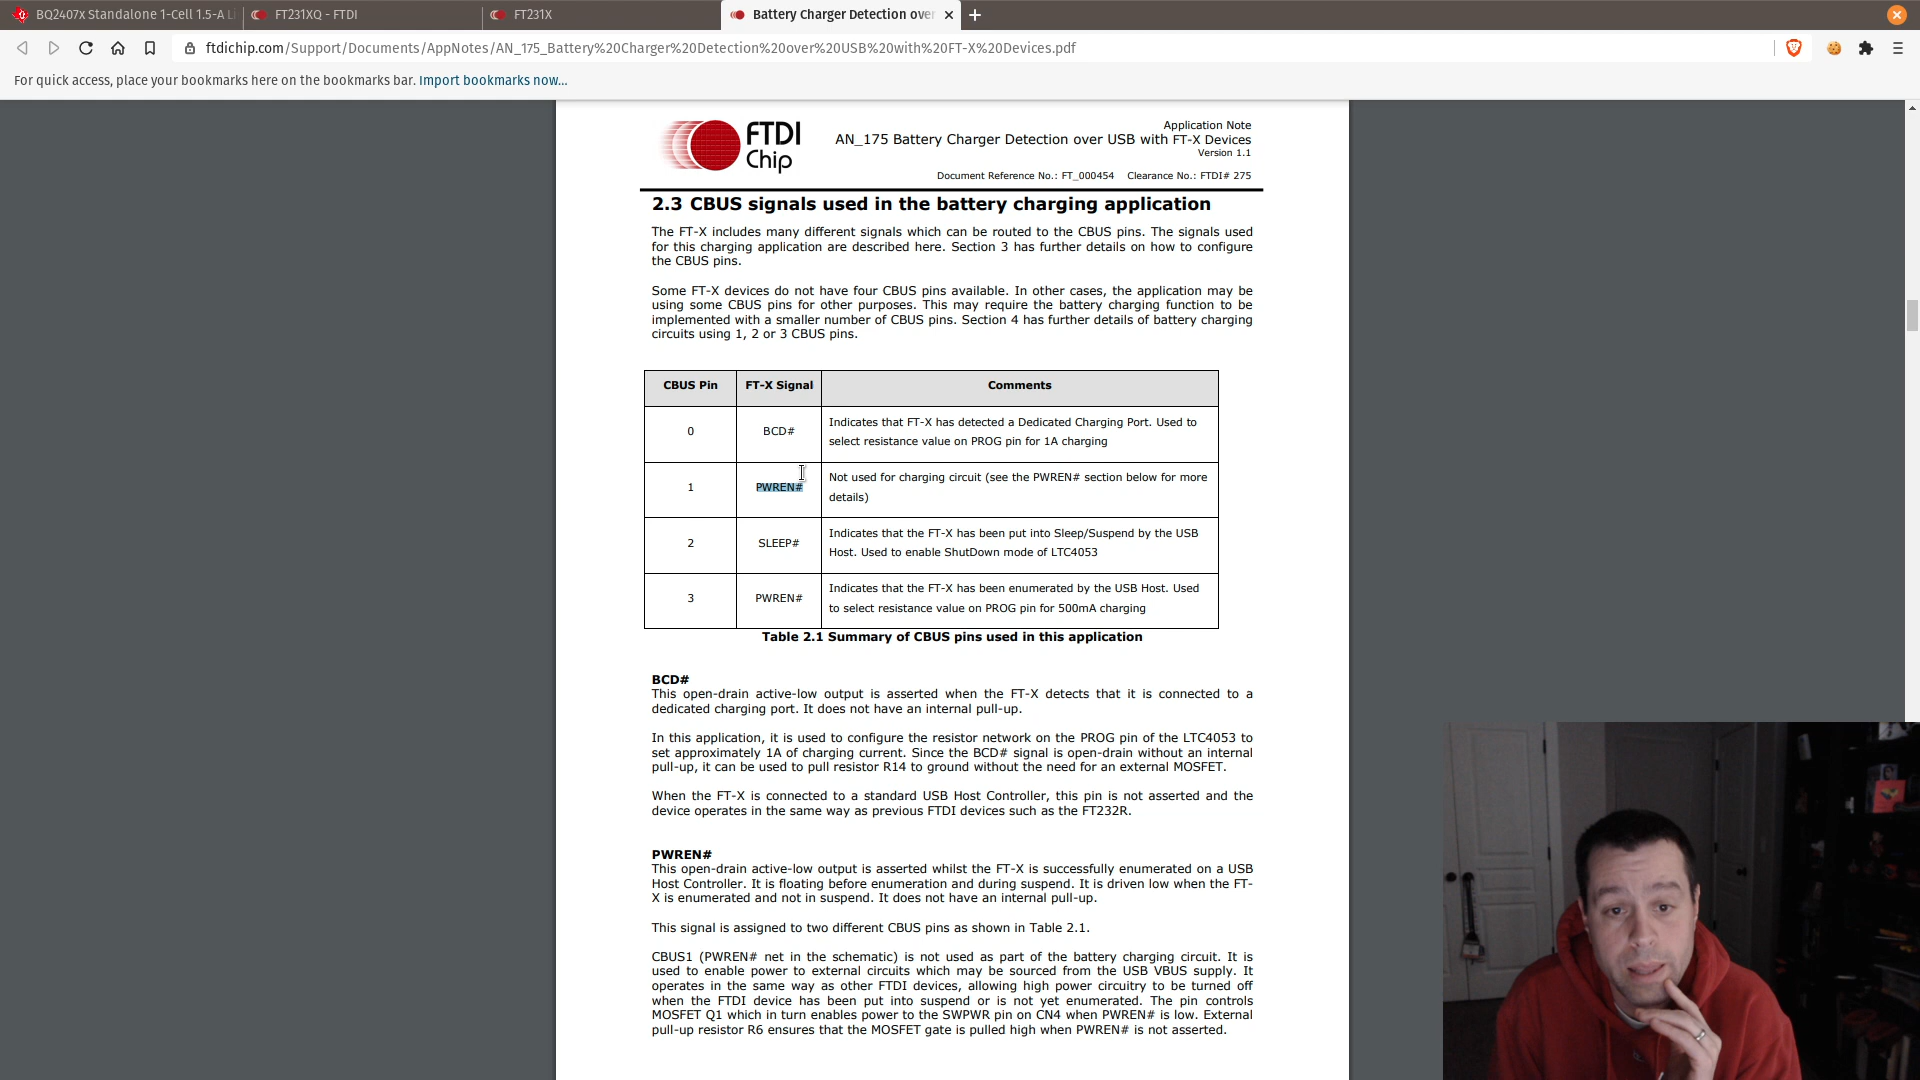 BQ2407x Standalone 1-Cell 1.5-A L
FT231XQ - FTDI
FT231X
Battery Charger Detection ove
ftdichip.com/Support/Documents/AppNotes/AN_175_Battery%20Charger%20Detection%20over%20USB%20with%20FT-X%20Devices.pdf
For quick access, place your bookmarks here on the bookmarks bar. Import bookmarks now...
FTDI
Chip
Application Note
AN_175 Battery Charger Detection over USB with FT-X Devices
Version 1.1
Document Reference No.: FT_000454 Clearance No.: FTDI# 275
2.3 CBUS signals used in the battery charging application
The FT-X includes many different signals which can be routed to the CBUS pins. The signals used
for this charging application are described here. Section 3 has further details on how to configure
the CBUS pins.
Some FT-X devices do not have four CBUS pins available. In other cases, the application may be
using some CBUS pins for other purposes. This may require the battery charging function to be
implemented with a smaller number of CBUS pins. Section 4 has further details of battery charging
circuits using 1, 2 or 3 CBUS pins.
CBUS Pin FT-X Signal Comments
0 BCD# Indicates that FT-X has detected a Dedicated Charging Port. Used to
select resistance value on PROG pin for 1A charging
1 PWREN# Not used for charging circuit (see the PWREN# section below for more
details)
2 SLEEP# Indicates that the FT-X has been put into Sleep/Suspend by the USB
Host. Used to enable ShutDown mode of LTC4053
3 PWREN# Indicates that the FT-X has been enumerated by the USB Host. Used
to select resistance value on PROG pin for 500mA charging
Table 2.1 Summary of CBUS pins used in this application
BCD#
This open-drain active-low output is asserted when the FT-X detects that it is connected to a
dedicated charging port. It does not have an internal pull-up.
In this application, it is used to configure the resistor network on the PROG pin of the LTC4053 to
set approximately 1A of charging current. Since the BCD# signal is open-drain without an internal
pull-up, it can be used to pull resistor R14 to ground without the need for an external MOSFET.
When the FT-X is connected to a standard USB Host Controller, this pin is not asserted and the
device operates in the same way as previous FTDI devices such as the FT232R.
PWREN#
This open-drain active-low output is asserted whilst the FT-X is successfully enumerated on a USB
Host Controller. It is floating before enumeration and during suspend. It is driven low when the FT-
X is enumerated and not in suspend. It does not have an internal pull-up.
This signal is assigned to two different CBUS pins as shown in Table 2.1.
CBUS1 (PWREN# net in the schematic) is not used as part of the battery charging circuit. It is
used to enable power to external circuits which may be sourced from the USB VBUS supply. It
operates in the same way as other FTDI devices, allowing high power circuitry to be turned off
when the FTDI device has been put into suspend or is not yet enumerated. The pin controls
MOSFET Q1 which in turn enables power to the SWPWR pin on CN4 when PWREN# is low. External
pull-up resistor R6 ensures that the MOSFET gate is pulled high when PWREN# is not asserted.